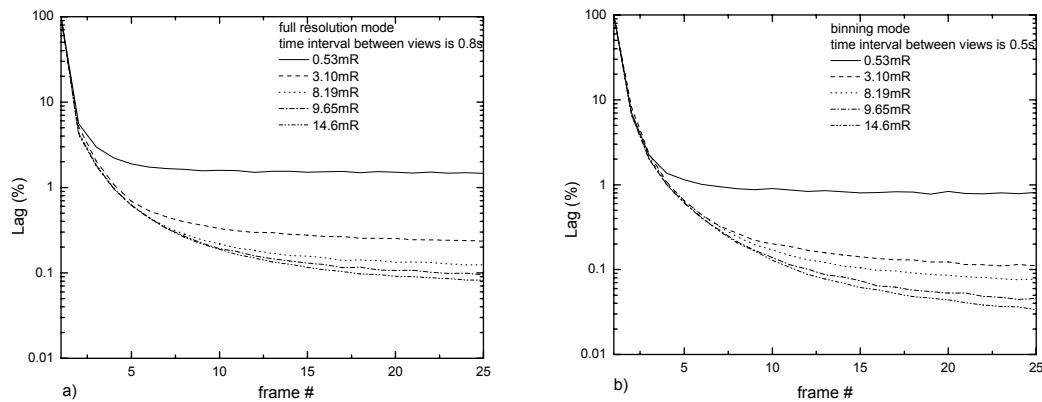 100
10
1
0.1
0.01
Lag (%)
full resolution mode
time interval between views is 0.8s
0.53mR
3.10mR
8.19mR
9.65mR
14.6mR
5
10
15
20
25
a)
frame #
100
10
1
0.1
0.01
Lag (%)
binning mode
time interval between views is 0.5s
0.53mR
3.10mR
8.19mR
9.65mR
14.6mR
5
10
15
20
25
b)
frame #